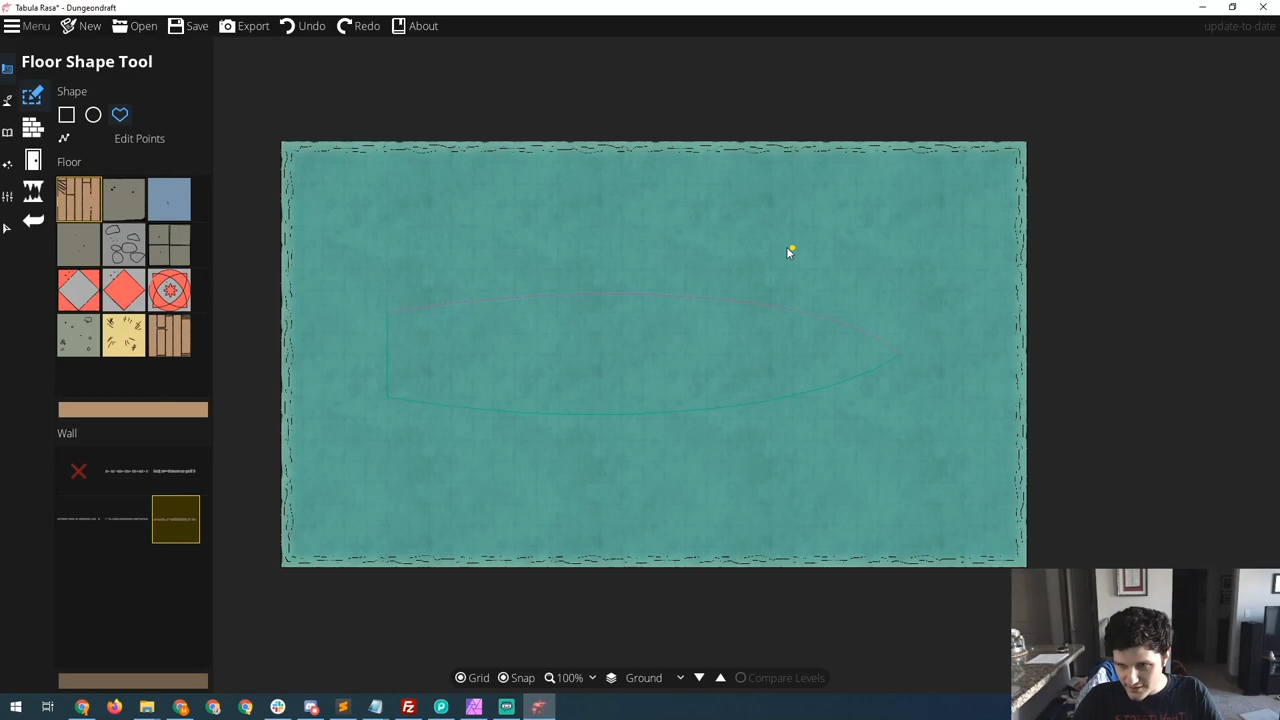 Tabula Rasa* - Dungeondraft
Menu New Open Save Export Undo Redo About update-to-date
Floor Shape Tool
Shape
Edit Points
Floor
Wall
Grid Snap 100% Ground Compare Levels